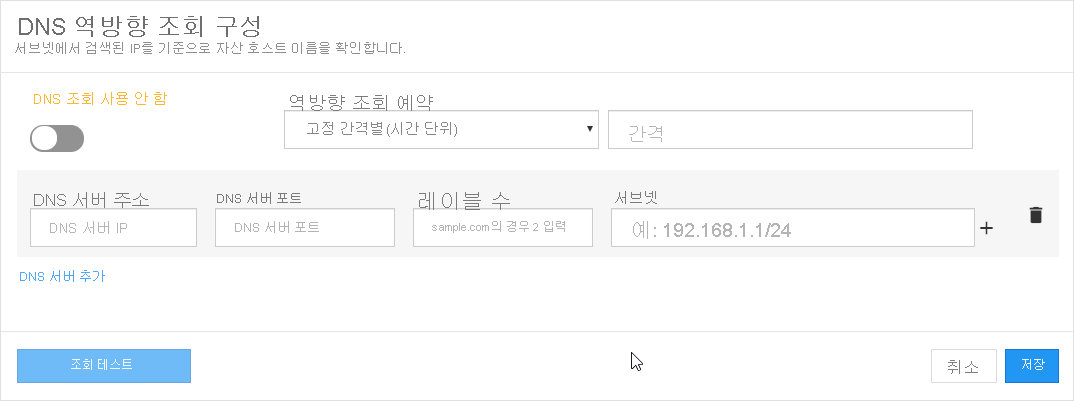 DNS 역방향 조회 구성
서브넷에서 검색된 IP를 기준으로 자산 호스트 이름을 확인합니다.
DNS 조회 사용 안 함
역방향 조회 예약
고정 간격별(시간 단위)
간격
DNS 서버 주소
DNS 서버 포트
레이블 수
서브넷
DNS 서버 IP
DNS 서버 포트
sample.com의 경우 2 입력
예: 192.168.1.1/24
DNS 서버 추가
조회 테스트
취소
저장